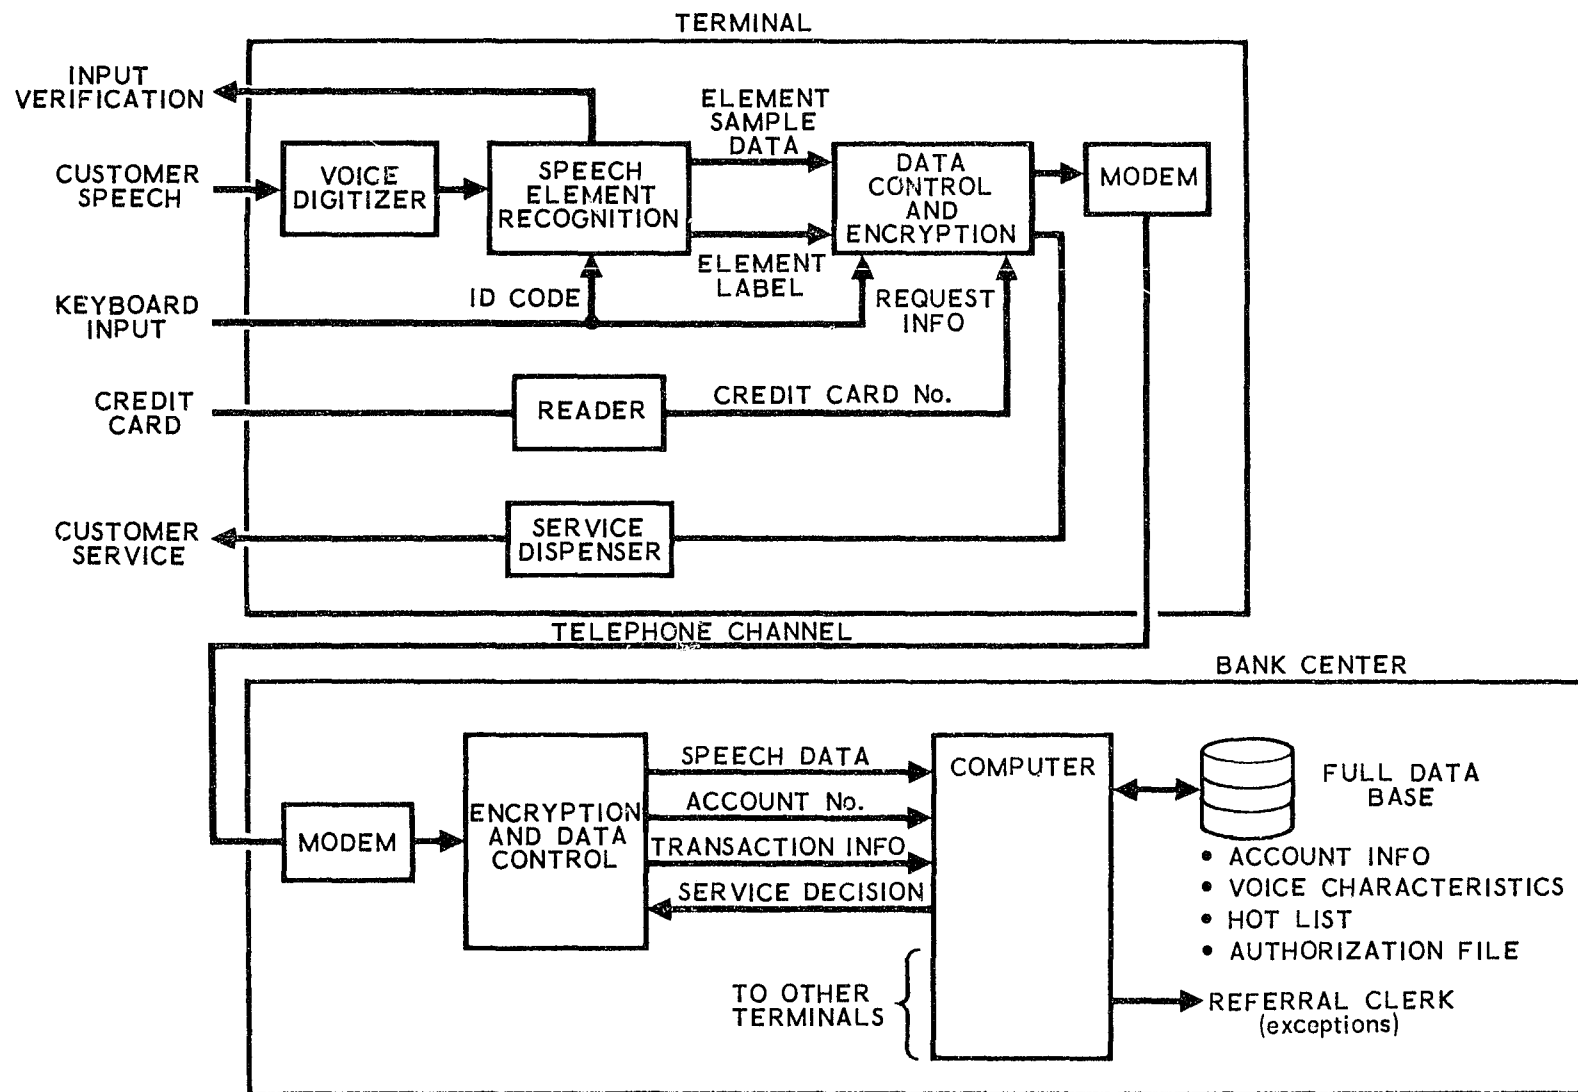 TERMINAL
INPUT
VERIFICATION
CUSTOMER
SPEECH
VOICE
DIGITIZER
SPEECH
ELEMENT
RECOGNITION
ELEMENT
SAMPLE
DATA
DATA
CONTROL
AND
ENCRYPTION
MODEM
ELEMENT
LABEL
ID CODE
KEYBOARD
INPUT
REQUEST
INFO
CREDIT
CARD
READER
CREDIT CARD No.
CUSTOMER
SERVICE
SERVICE
DISPENSER
TELEPHONE CHANNEL
BANK CENTER
MODEM
ENCRYPTION
AND DATA
CONTROL
SPEECH DATA
ACCOUNT No.
TRANSACTION INFO
SERVICE DECISION
COMPUTER
FULL DATA
BASE
• ACCOUNT INFO
• VOICE CHARACTERISTICS
• HOT LIST
• AUTHORIZATION FILE
TO OTHER
TERMINALS
REFERRAL CLERK
(exceptions)